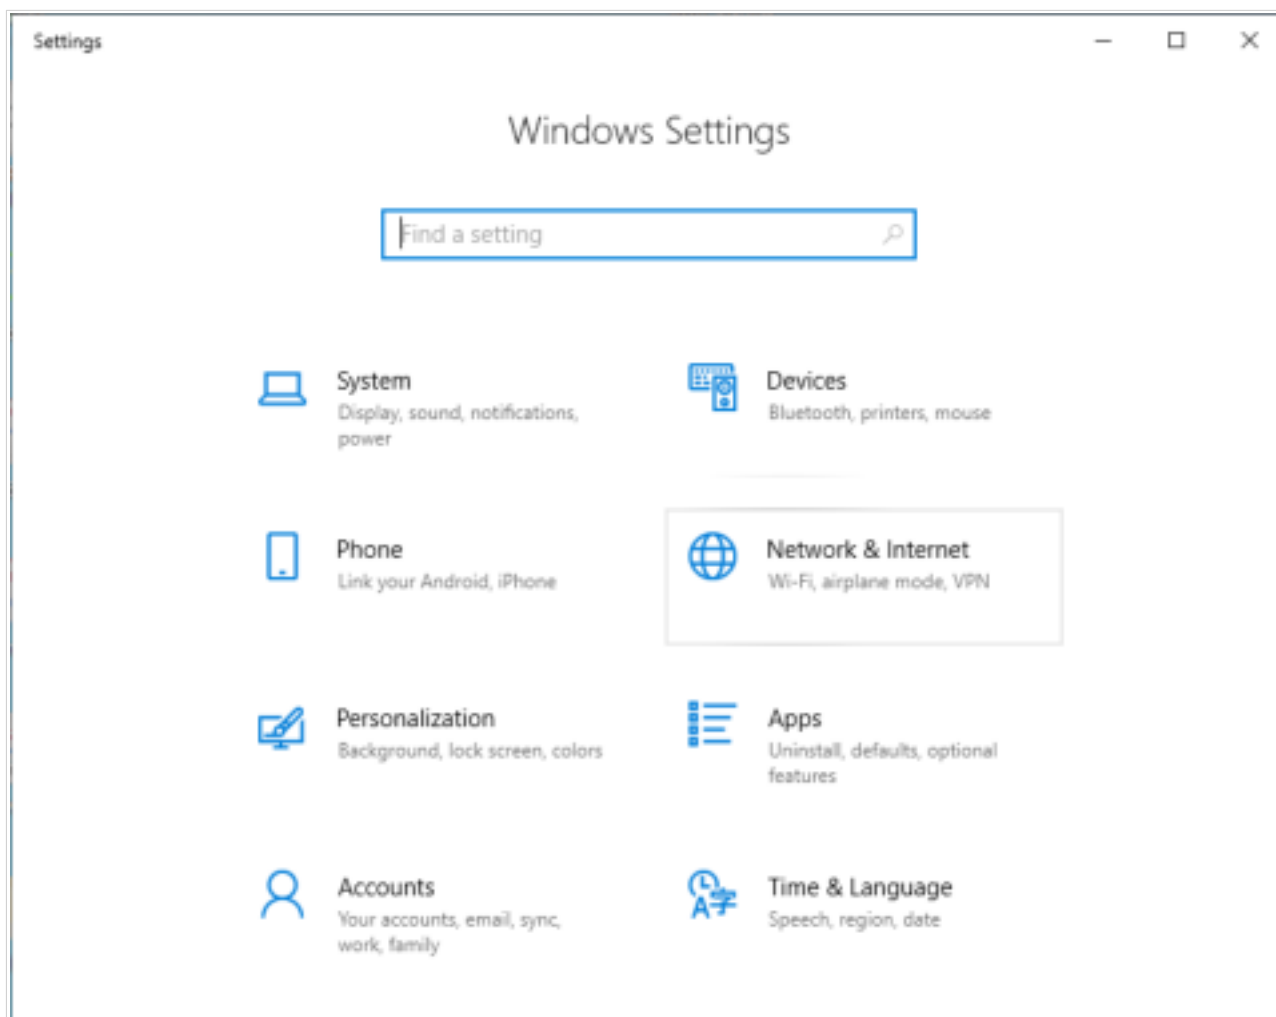 Settings
Windows Settings
Find a setting
System
Display, sound, notifications,
power
Devices
Bluetooth, printers, mouse
Phone
Link your Android, iPhone
Network & Internet
Wi-Fi, airplane mode, VPN
Personalization
Background, lock screen, colors
Apps
Uninstall, defaults, optional
features
Accounts
Your accounts, email, sync,
work, family
Time & Language
Speech, region, date